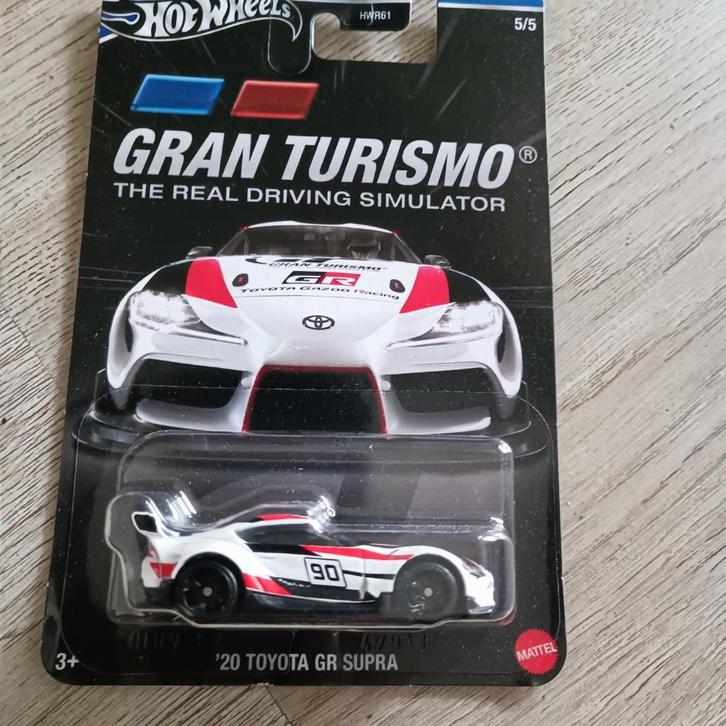 Hot Wheels
HWR61
5/5
GRAN TURISMO®
THE REAL DRIVING SIMULATOR
GRAN TURISMO
GR
TOYOTA GAZOO Racing
90
3+
'20 TOYOTA GR SUPRA
MATTEL